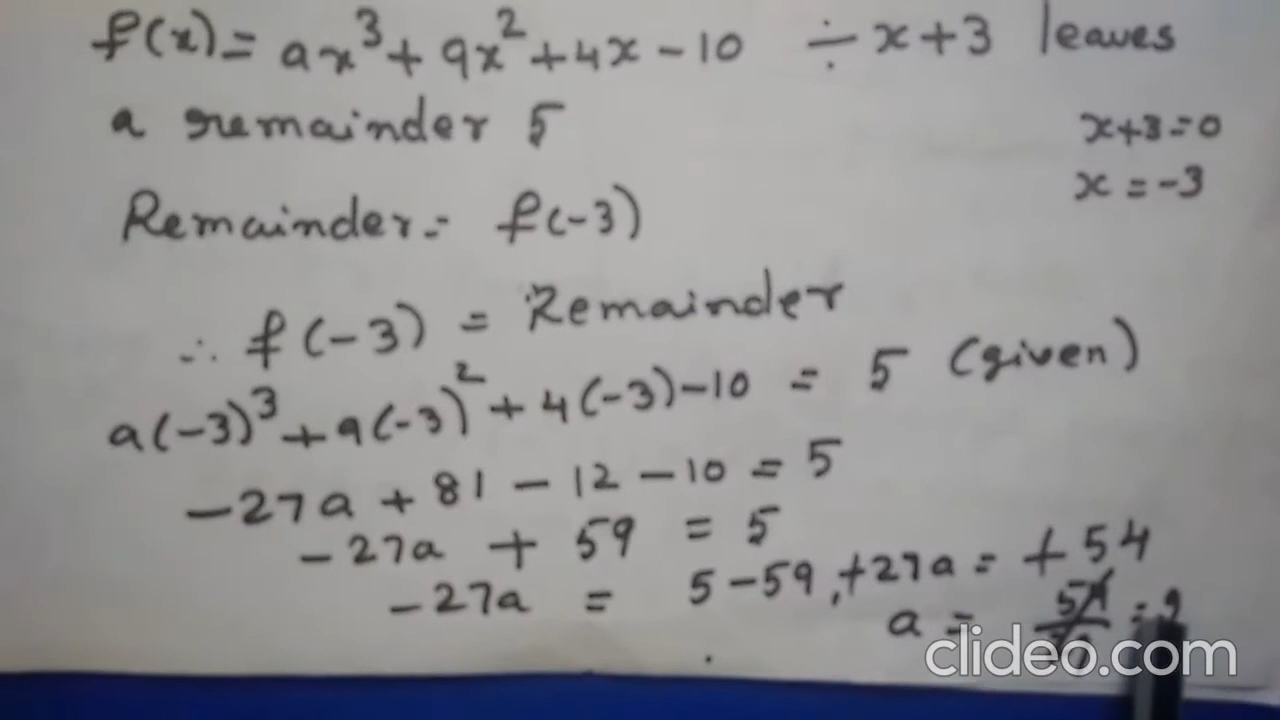 f(x) = ax³ + 9x² + 4x - 10 ÷ x + 3 leaves
a remainder 5
x+3=0
x = -3
Remainder = f(-3)
∴ f(-3) = Remainder
a(-3)³ + 9(-3)² + 4(-3) - 10 = 5 (given)
-27a + 81 - 12 - 10 = 5
-27a + 59 = 5
-27a = 5 - 59, +27a = +54
a = 54
clideo.com